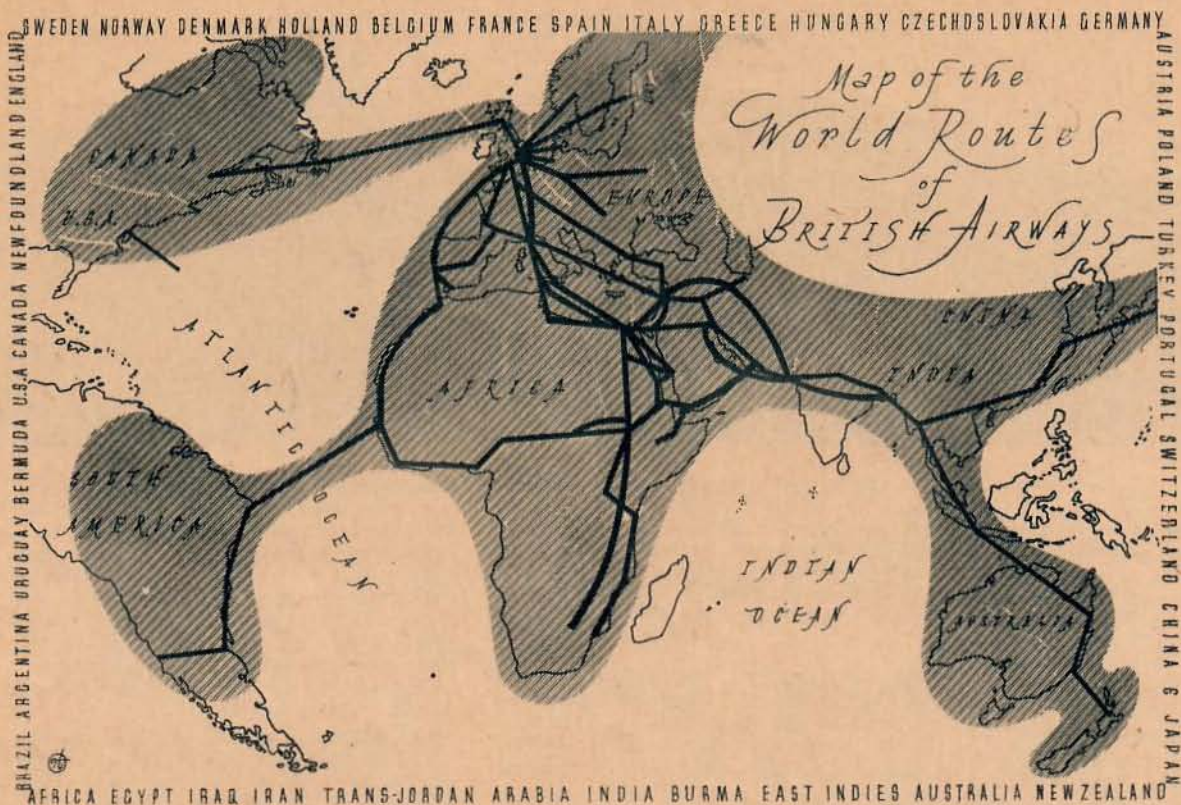 SWEDEN NORWAY DENMARK HOLLAND BELGIUM FRANCE SPAIN ITALY GREECE HUNGARY CZECHOSLOVAKIA GERMANY
AUSTRIA POLAND TURKEY PORTUGAL SWITZERLAND CHINA & JAPAN
Map of the
World Routes
of
BRITISH AIRWAYS
CANADA
U.S.A.
EUROPE
CHINA
ATLANTIC
OCEAN
AFRICA
INDIA
SOUTH
AMERICA
INDIAN
OCEAN
AUSTRALIA
BRAZIL ARGENTINA URUGUAY BERMUDA U.S.A CANADA NEWFOUNDLAND ENGLAND
AFRICA EGYPT IRAQ IRAN TRANS-JORDAN ARABIA INDIA BURMA EAST INDIES AUSTRALIA NEWZEALAND